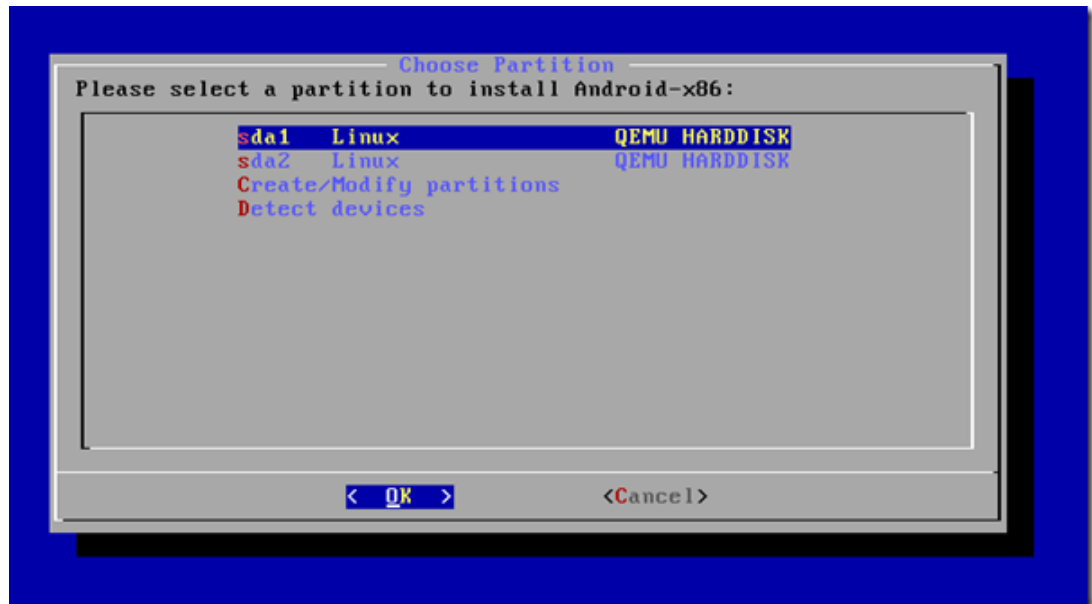 Choose Partition
Please select a partition to install Android-x86:
sda1 Linux QEMU HARDDISK
sda2 Linux QEMU HARDDISK
Create/Modify partitions
Detect devices
< OK > <Cancel>